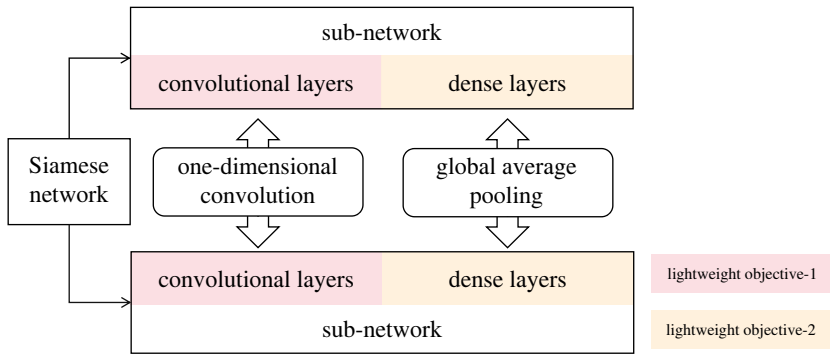 sub-network
convolutional layers
dense layers
Siamese
network
one-dimensional
convolution
global average
pooling
convolutional layers
dense layers
sub-network
lightweight objective-1
lightweight objective-2